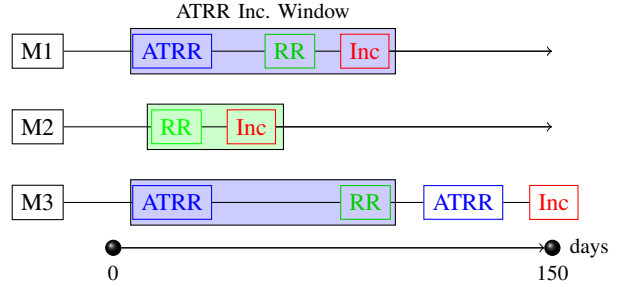 ATRR Inc. Window
M1 ATRR RR Inc
M2 RR Inc
M3 ATRR RR ATRR Inc
days
0 150